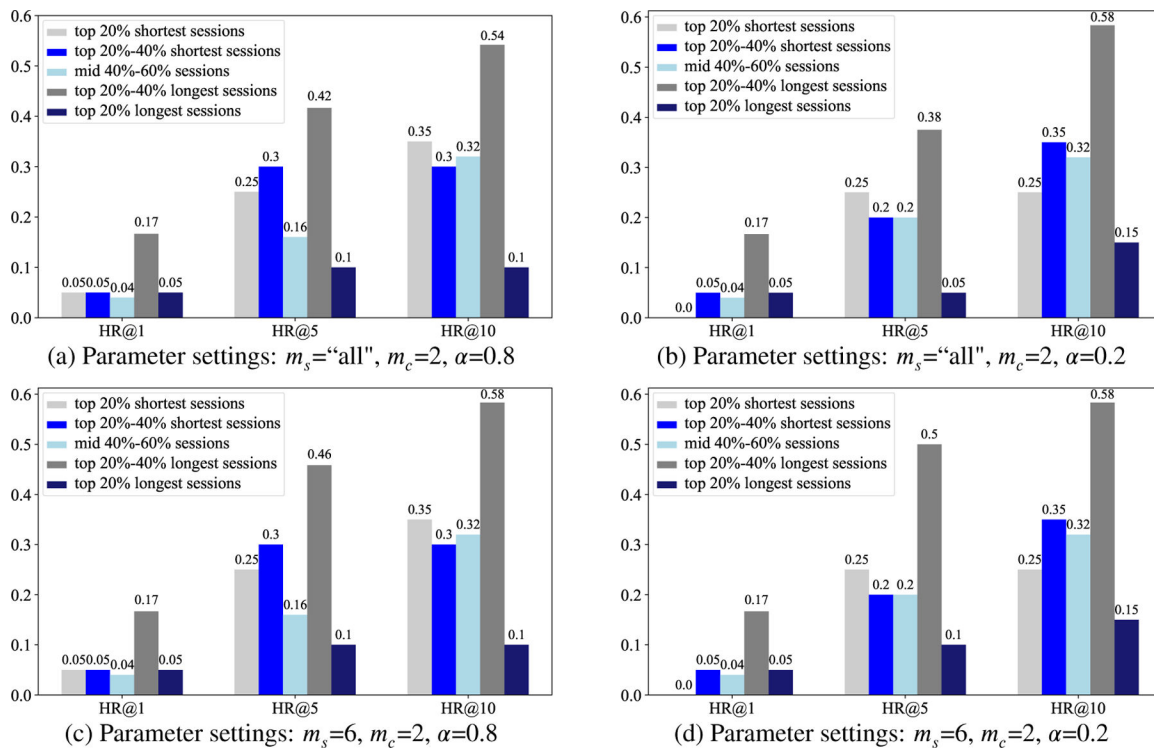 0.6
0.5
0.4
0.3
0.2
0.1
0.0
top 20% shortest sessions
top 20%-40% shortest sessions
mid 40%-60% sessions
top 20%-40% longest sessions
top 20% longest sessions
0.05 0.05 0.04 0.17 0.05
0.25 0.3 0.16 0.42 0.1
0.35 0.3 0.32 0.54 0.1
HR@1 HR@5 HR@10
(a) Parameter settings: mₛ=“all", m_c=2, α=0.8
0.6
0.5
0.4
0.3
0.2
0.1
0.0
top 20% shortest sessions
top 20%-40% shortest sessions
mid 40%-60% sessions
top 20%-40% longest sessions
top 20% longest sessions
0.0 0.05 0.04 0.17 0.05
0.25 0.2 0.2 0.38 0.05
0.25 0.35 0.32 0.58 0.15
HR@1 HR@5 HR@10
(b) Parameter settings: mₛ=“all", m_c=2, α=0.2
0.6
0.5
0.4
0.3
0.2
0.1
0.0
top 20% shortest sessions
top 20%-40% shortest sessions
mid 40%-60% sessions
top 20%-40% longest sessions
top 20% longest sessions
0.05 0.05 0.04 0.17 0.05
0.25 0.3 0.16 0.46 0.1
0.35 0.3 0.32 0.58 0.1
HR@1 HR@5 HR@10
(c) Parameter settings: mₛ=6, m_c=2, α=0.8
0.6
0.5
0.4
0.3
0.2
0.1
0.0
top 20% shortest sessions
top 20%-40% shortest sessions
mid 40%-60% sessions
top 20%-40% longest sessions
top 20% longest sessions
0.0 0.05 0.04 0.17 0.05
0.25 0.2 0.2 0.5 0.1
0.25 0.35 0.32 0.58 0.15
HR@1 HR@5 HR@10
(d) Parameter settings: mₛ=6, m_c=2, α=0.2